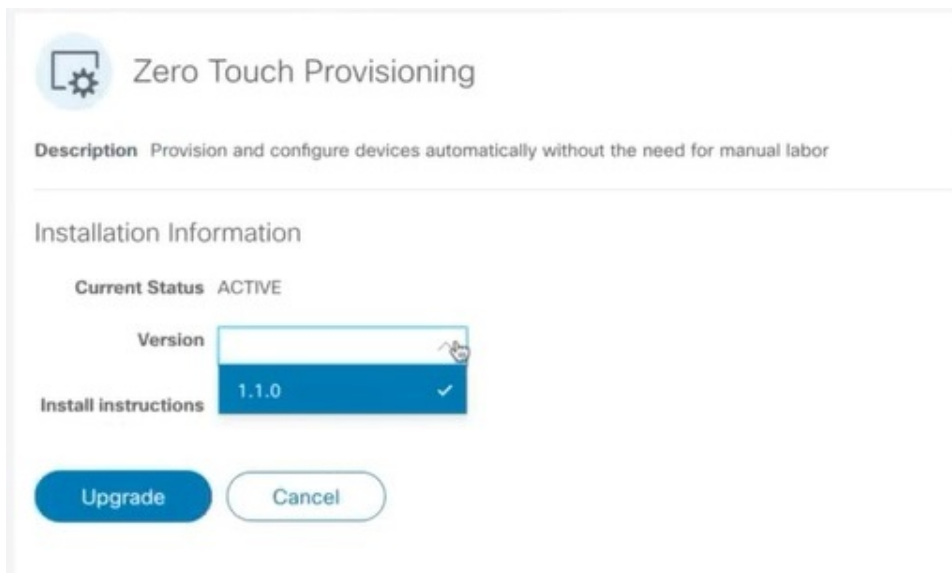 Zero Touch Provisioning
Description Provision and configure devices automatically without the need for manual labor
Installation Information
Current Status ACTIVE
Version
1.1.0
Install instructions
Upgrade Cancel